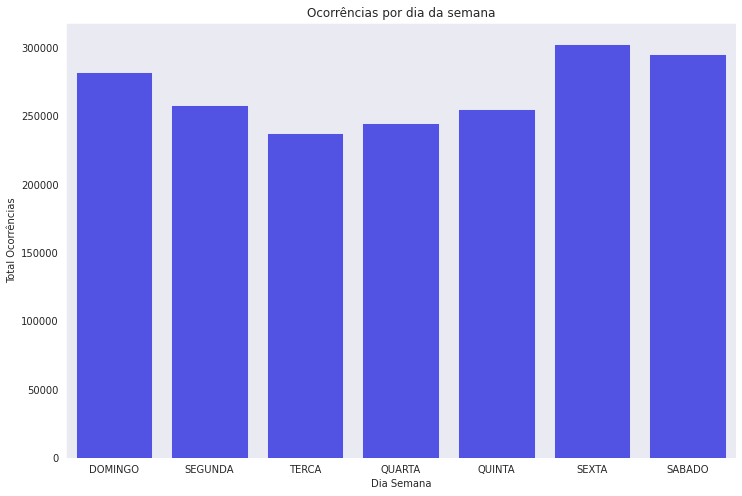 Ocorrências por dia da semana
Total Ocorrências
300000
250000
200000
150000
100000
50000
0
DOMINGO SEGUNDA TERCA QUARTA QUINTA SEXTA SABADO
Dia Semana